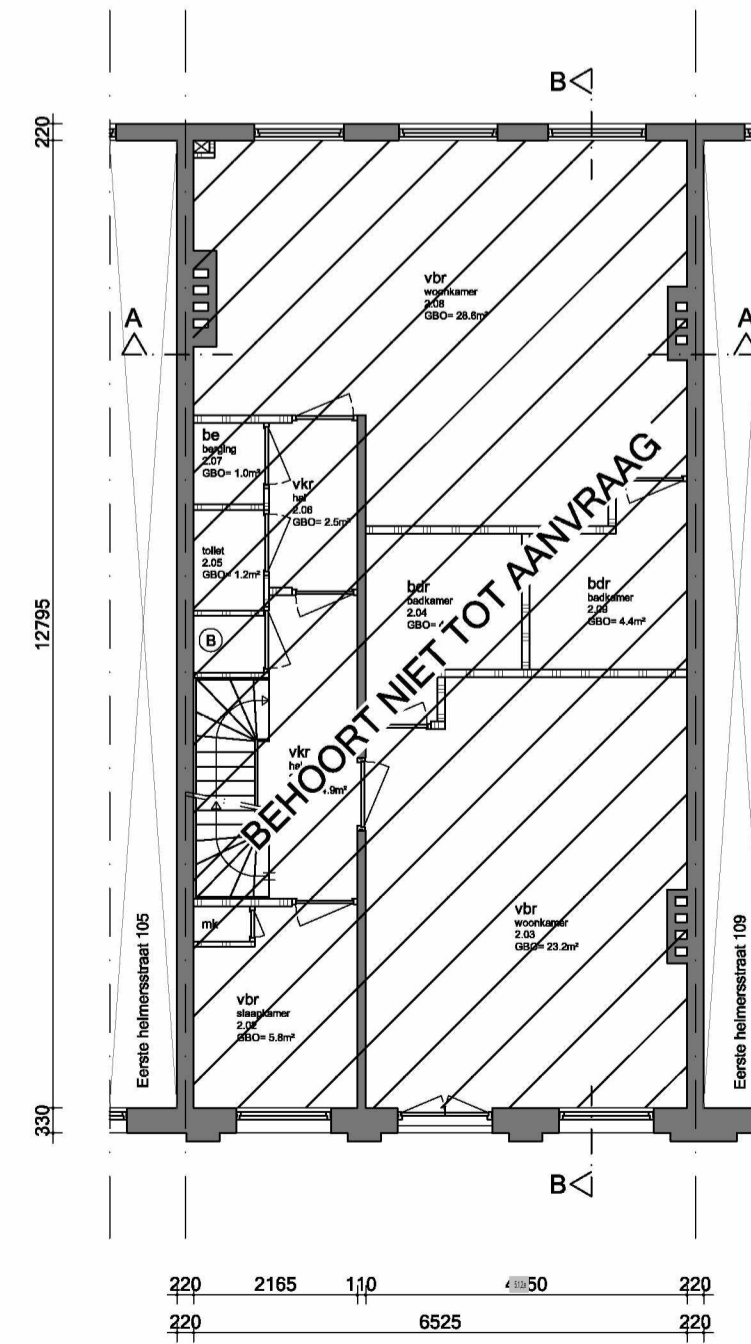 B
220
vbr
woonkamer
2.08
GBO= 28.6m²
A
A
be
berging
2.07
GBO= 1.0m²
vkr
hal
2.06
GBO= 2.5m²
toilet
2.05
GBO= 1.2m²
bdr
badkamer
2.04
GBO=
bdr
badkamer
2.09
GBO= 4.4m²
B
12795
BEHOORT NIET TOT AANVRAAG
vkr
.9m²
mk
vbr
woonkamer
2.03
GBO= 23.2m²
vbr
slaapkamer
2.02
GBO= 5.8m²
Eerste helmersstraat 105
Eerste helmersstraat 109
330
B
220 2165 110 50 220
220 6525 220